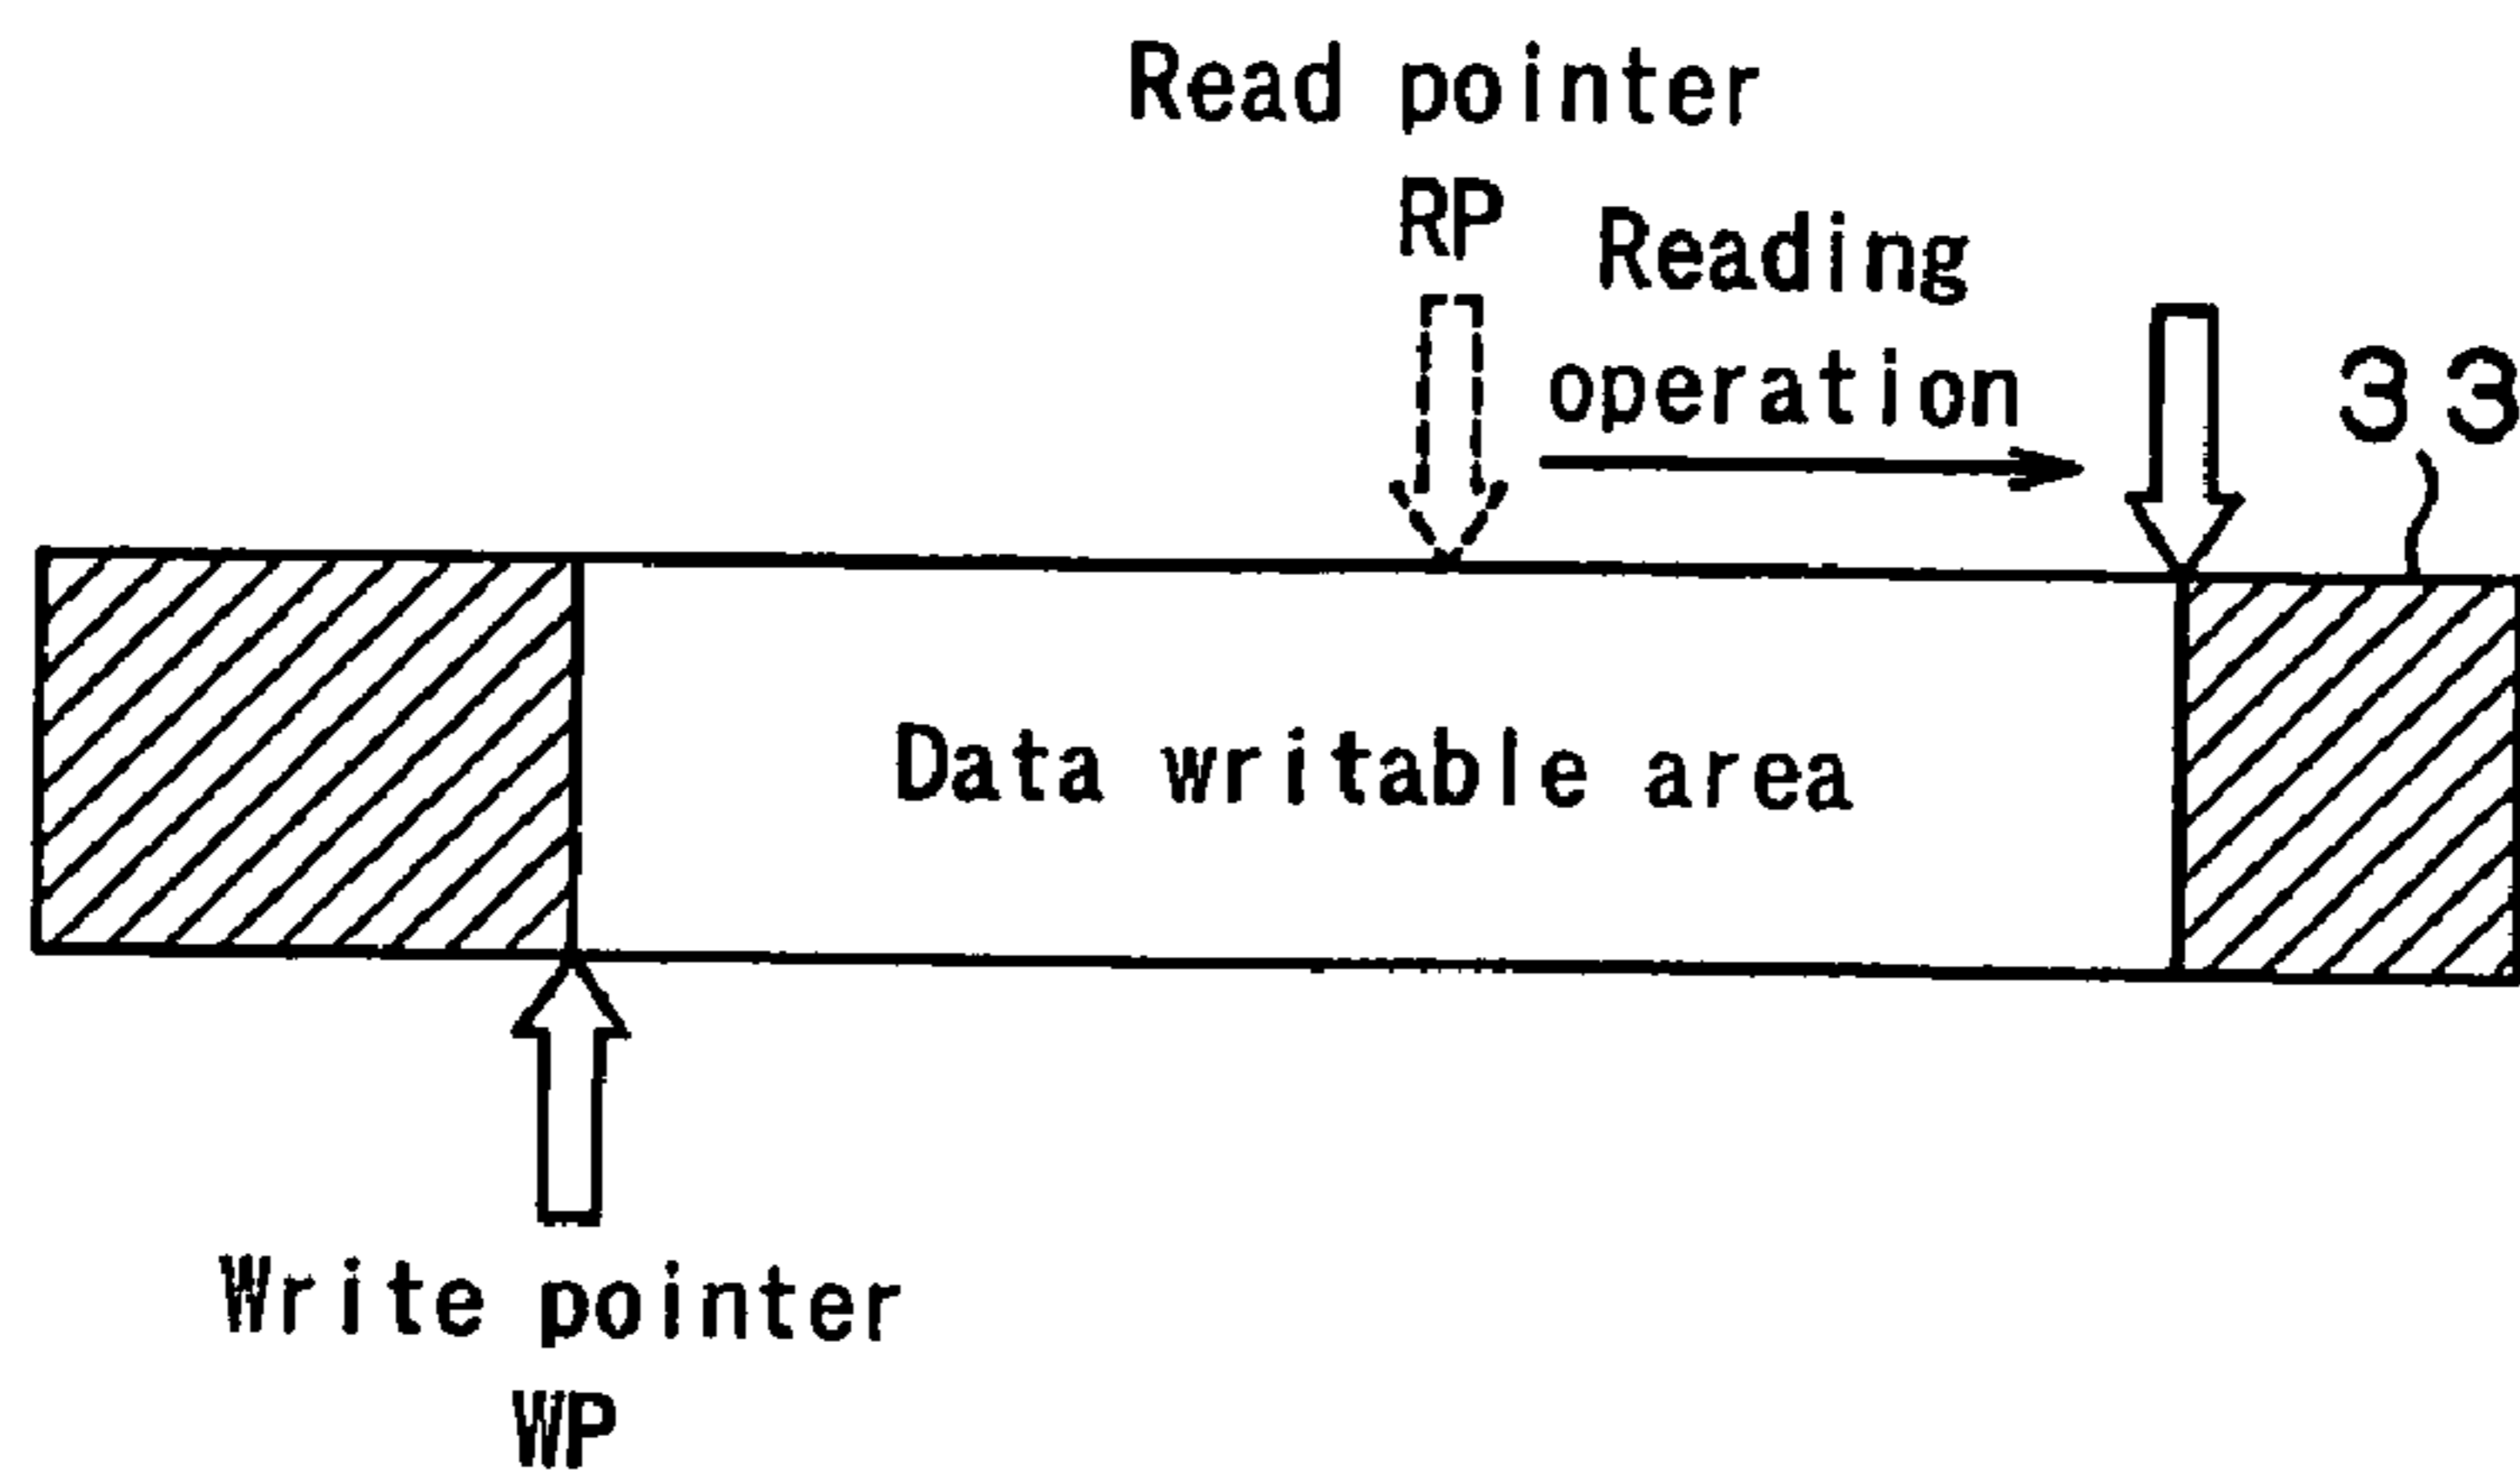 Read pointer
RP
Reading
operation
33
Data writable area
Write pointer
WP